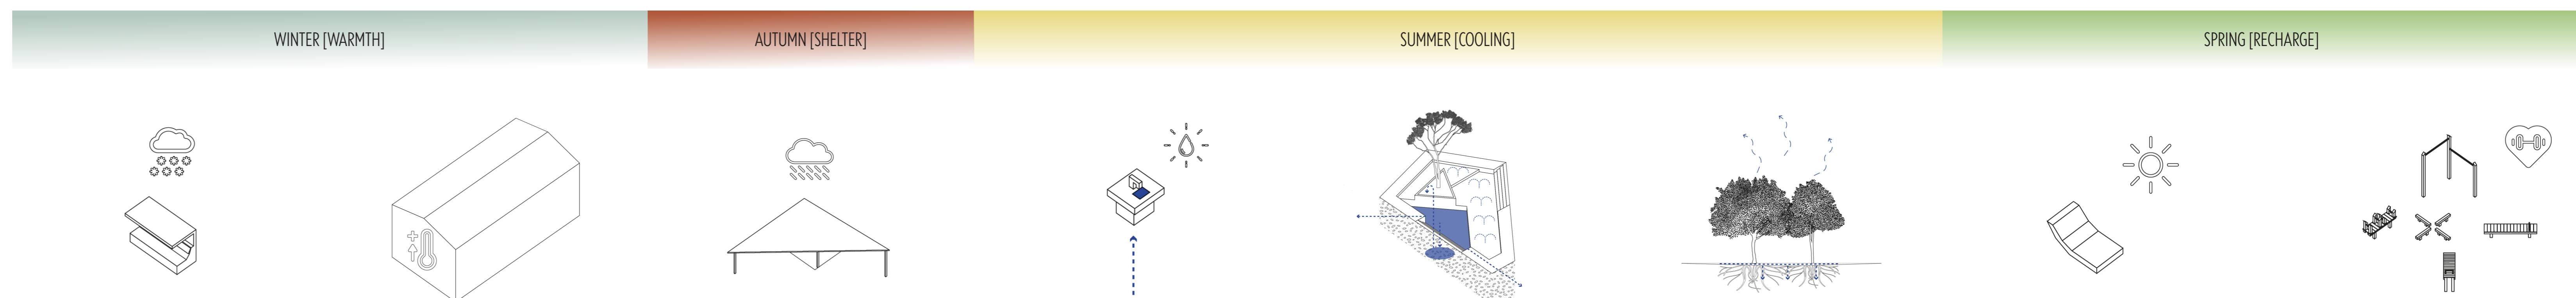 WINTER [WARMTH]
AUTUMN [SHELTER]
SUMMER [COOLING]
SPRING [RECHARGE]